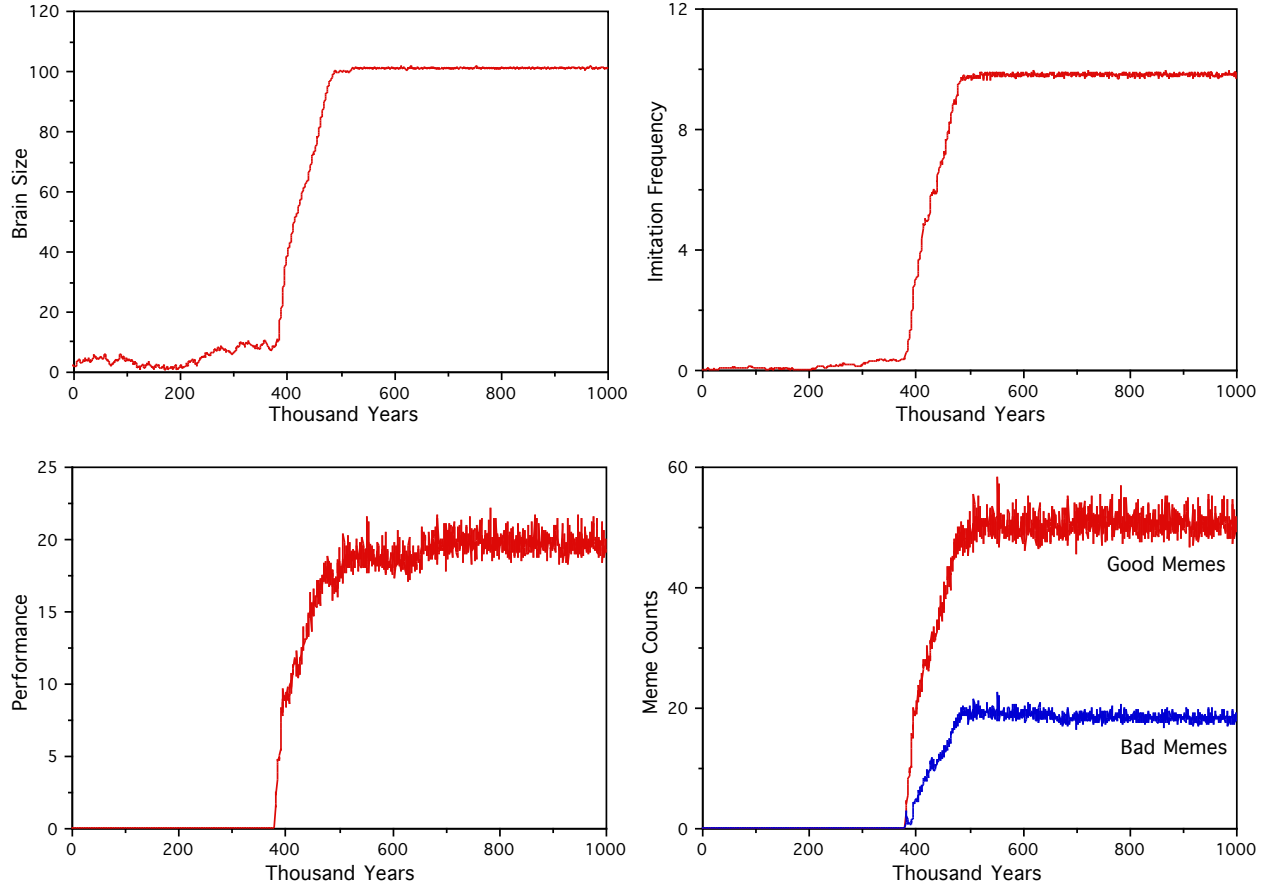 120
100
80
60
40
20
0
Brain Size
0 200 400 600 800 1000
Thousand Years
12
8
4
0
Imitation Frequency
0 200 400 600 800 1000
Thousand Years
25
20
15
10
5
0
Performance
0 200 400 600 800 1000
Thousand Years
60
40
20
0
Meme Counts
Good Memes
Bad Memes
0 200 400 600 800 1000
Thousand Years